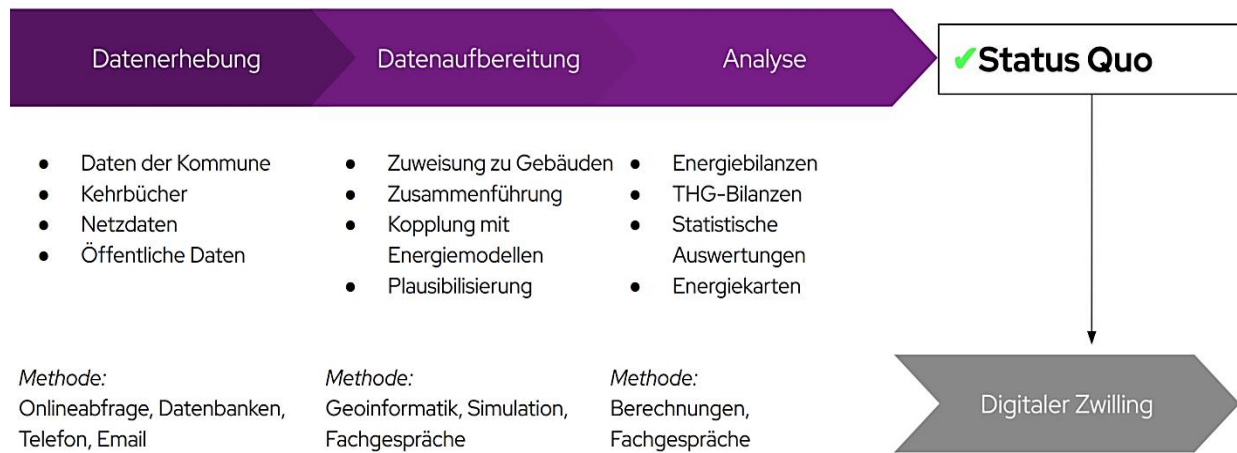 Datenerhebung
Datenaufbereitung
Analyse
✔Status Quo
● Daten der Kommune
● Kehrbücher
● Netzdaten
● Öffentliche Daten
● Zuweisung zu Gebäuden
● Zusammenführung
● Kopplung mit
Energiemodellen
● Plausibilisierung
● Energiebilanzen
● THG-Bilanzen
● Statistische
Auswertungen
● Energiekarten
Methode:
Onlineabfrage, Datenbanken,
Telefon, Email
Methode:
Geoinformatik, Simulation,
Fachgespräche
Methode:
Berechnungen,
Fachgespräche
Digitaler Zwilling